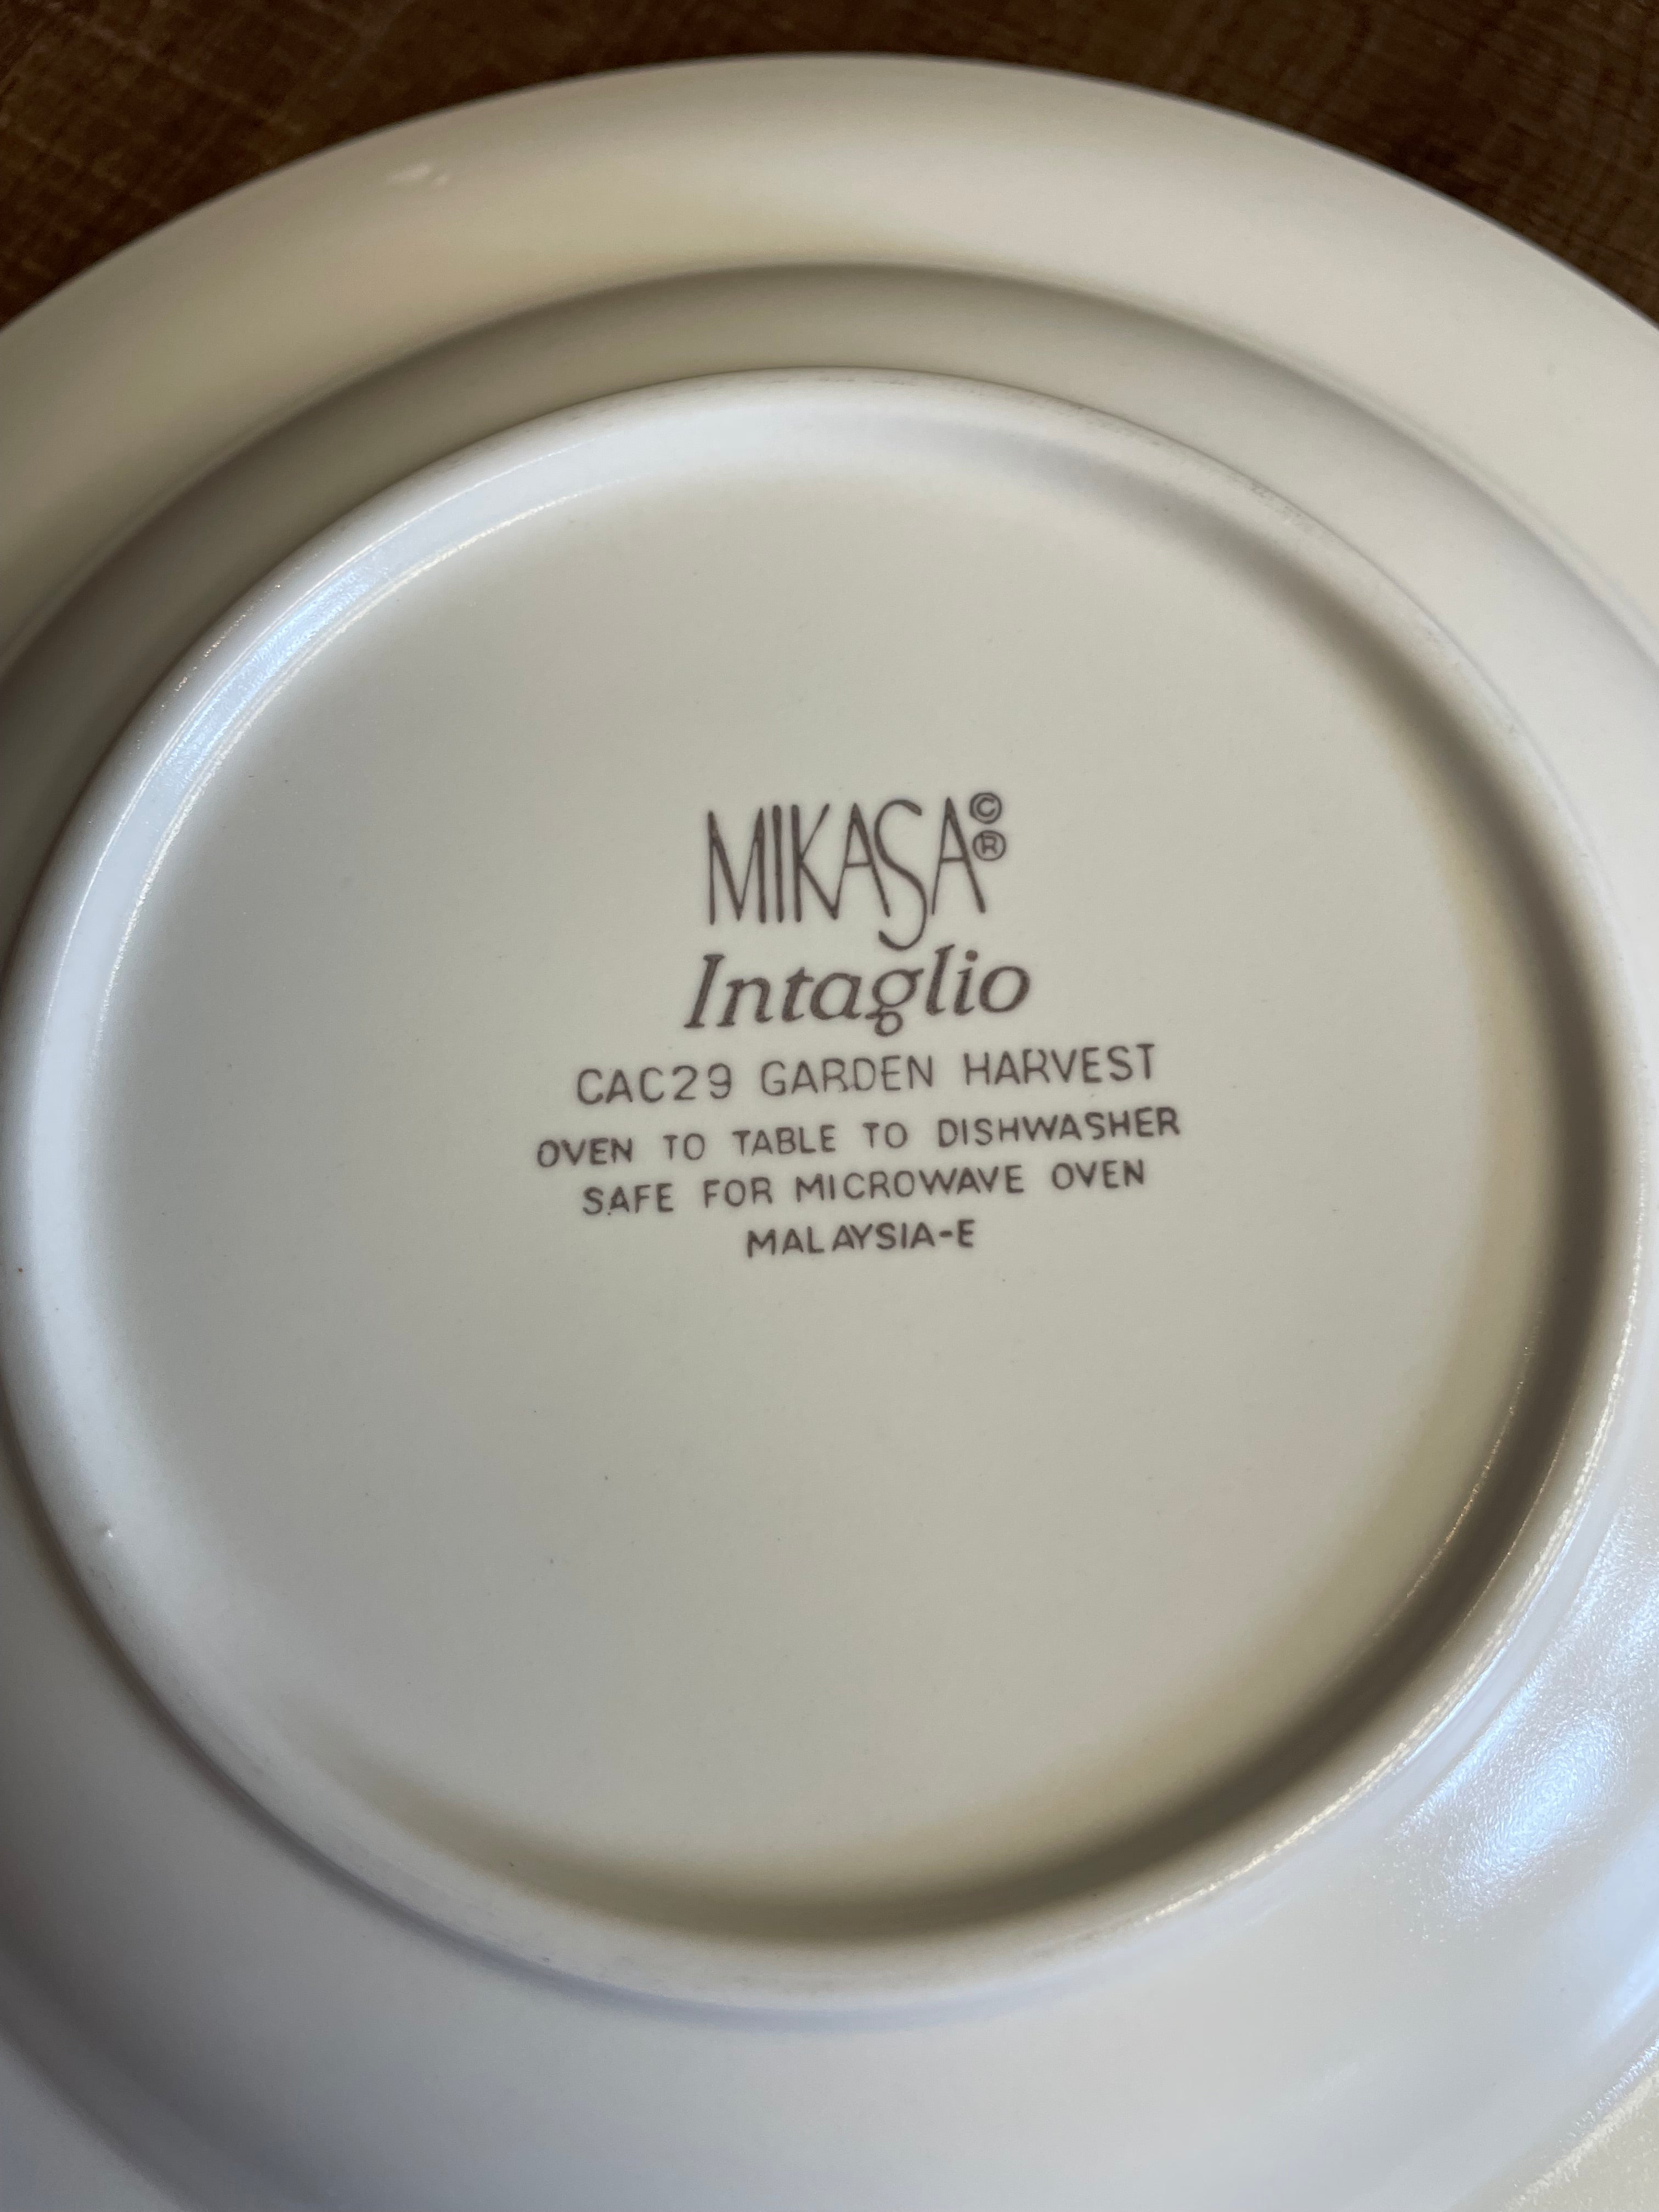 MIKASA©®
Intaglio
CAC29 GARDEN HARVEST
OVEN TO TABLE TO DISHWASHER
SAFE FOR MICROWAVE OVEN
MALAYSIA-E